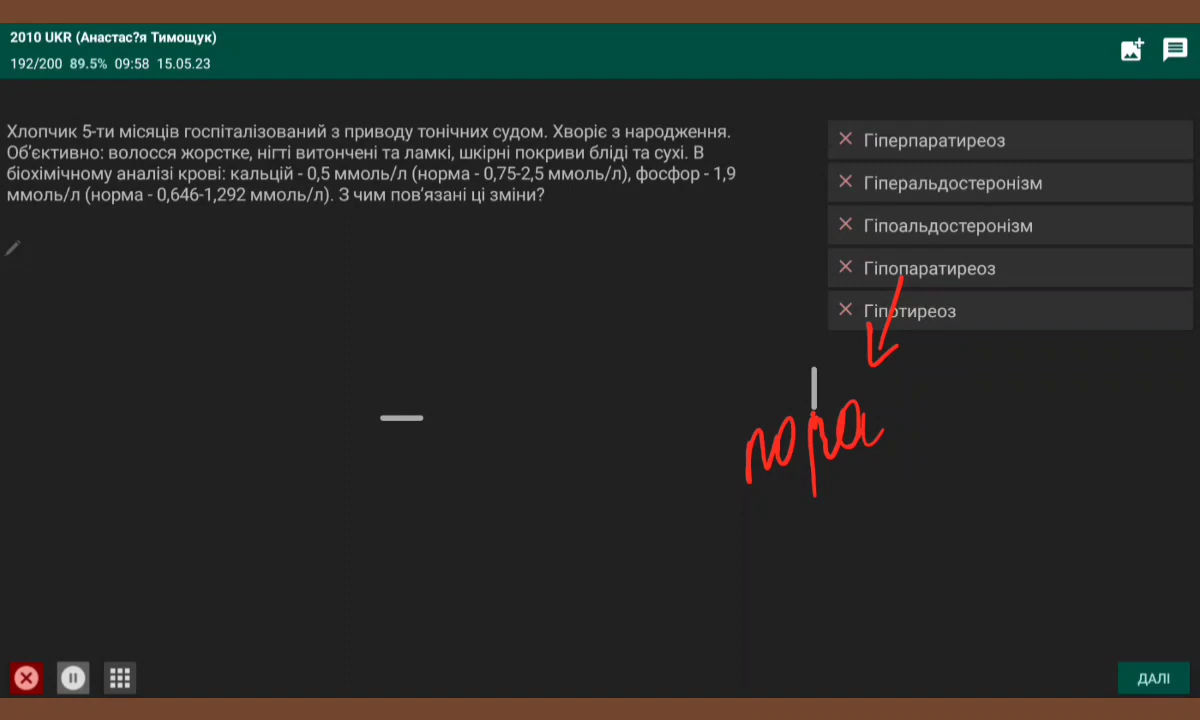 2010 UKR (Анастас?я Тимощук)
192/200 89.5% 09:58 15.05.23
Хлопчик 5-ти місяців госпіталізований з приводу тонічних судом. Хворіє з народження.
Об'єктивно: волосся жорстке, нігті витончені та ламкі, шкірні покриви бліді та сухі. В
біохімічному аналізі крові: кальцій - 0,5 ммоль/л (норма - 0,75-2,5 ммоль/л), фосфор - 1,9
ммоль/л (норма - 0,646-1,292 ммоль/л). З чим пов'язані ці зміни?
Гіперпаратиреоз
Гіперальдостеронізм
Гіпоальдостеронізм
Гіпопаратиреоз
Гіпотиреоз
пора
ДАЛІ